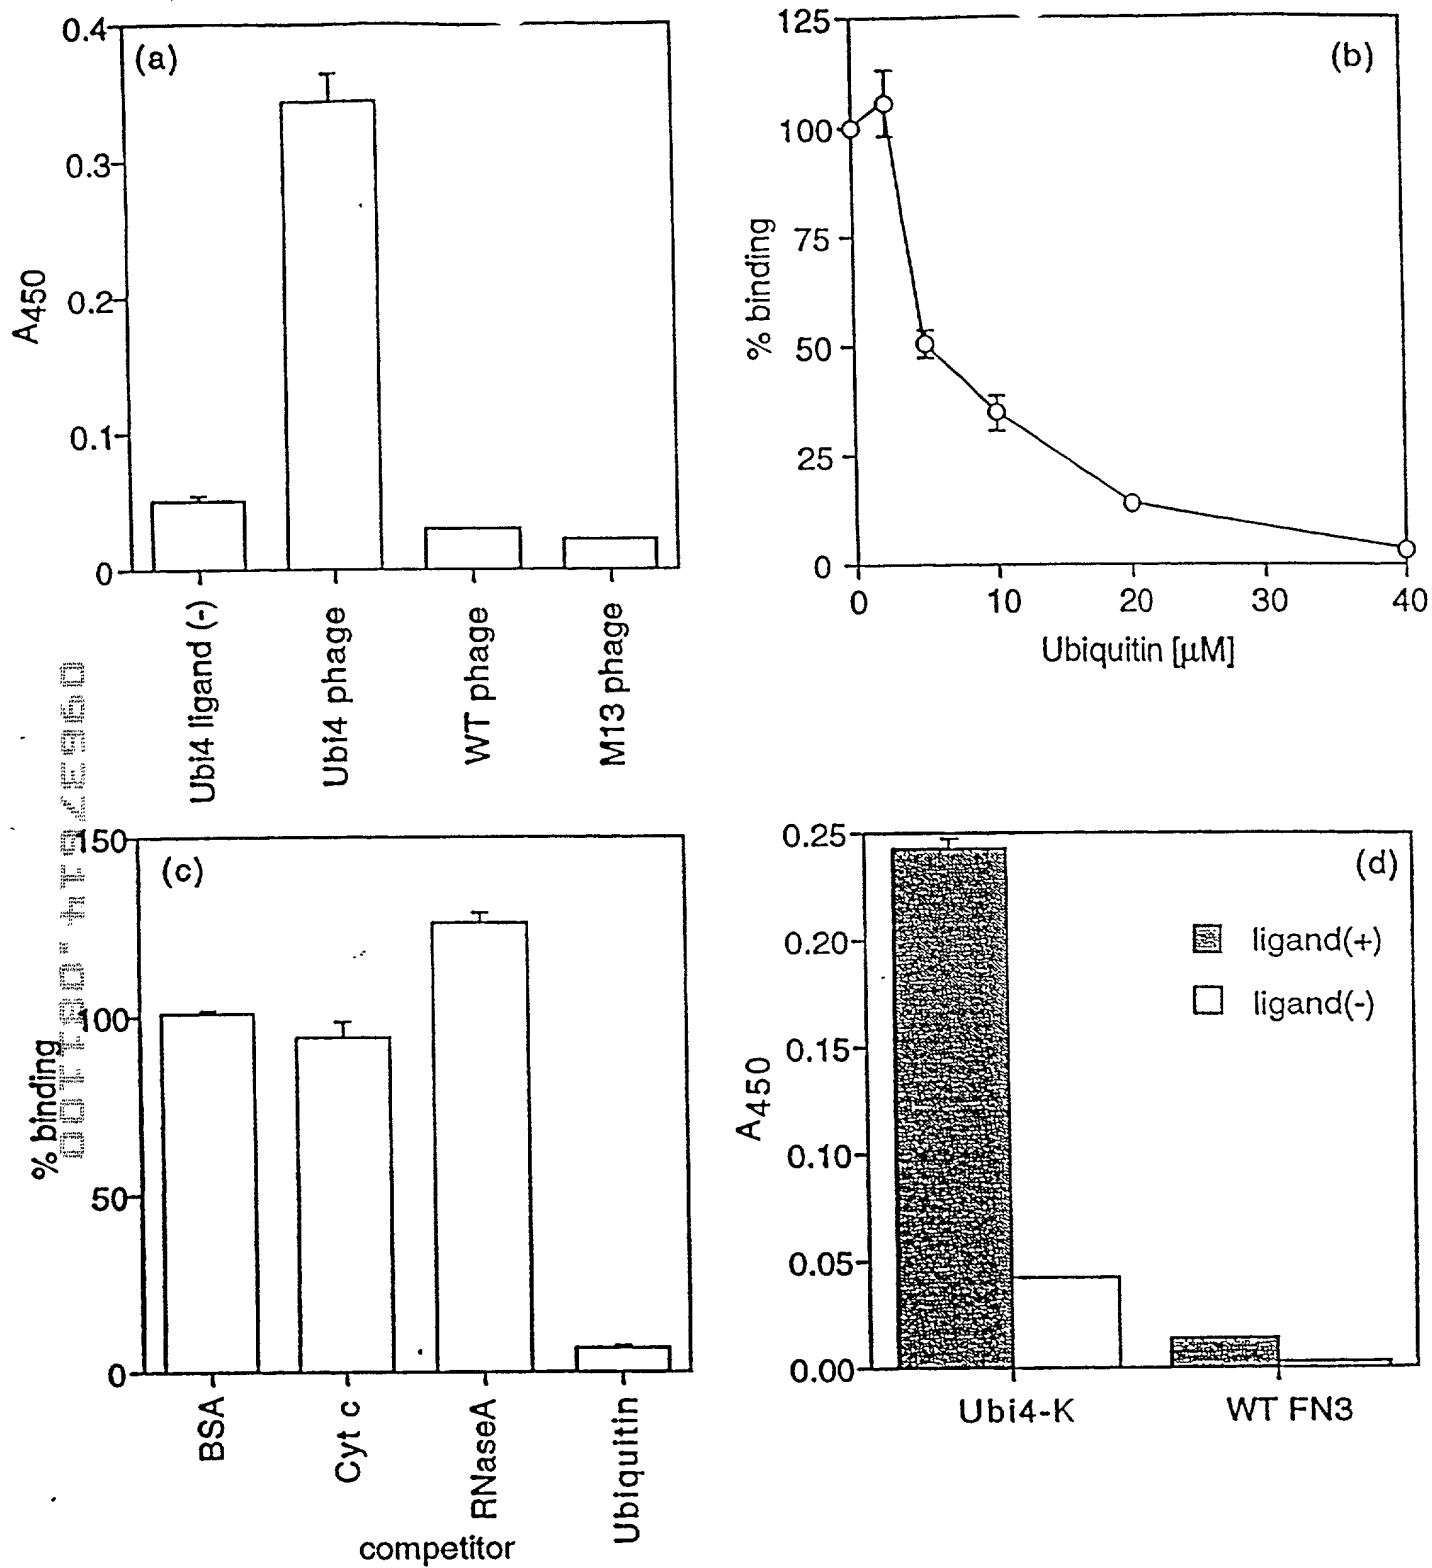 (a)
0.4
0.3
0.2
0.1
0
A450
Ubi4 ligand (-)
Ubi4 phage
WT phage
M13 phage
(b)
125
100
75
50
25
0
% binding
0 10 20 30 40
Ubiquitin [μM]
(c)
150
100
50
0
% binding
BSA
Cyt c
RNaseA
Ubiquitin
competitor
(d)
0.25
0.20
0.15
0.10
0.05
0.00
A450
ligand(+)
ligand(-)
Ubi4-K
WT FN3